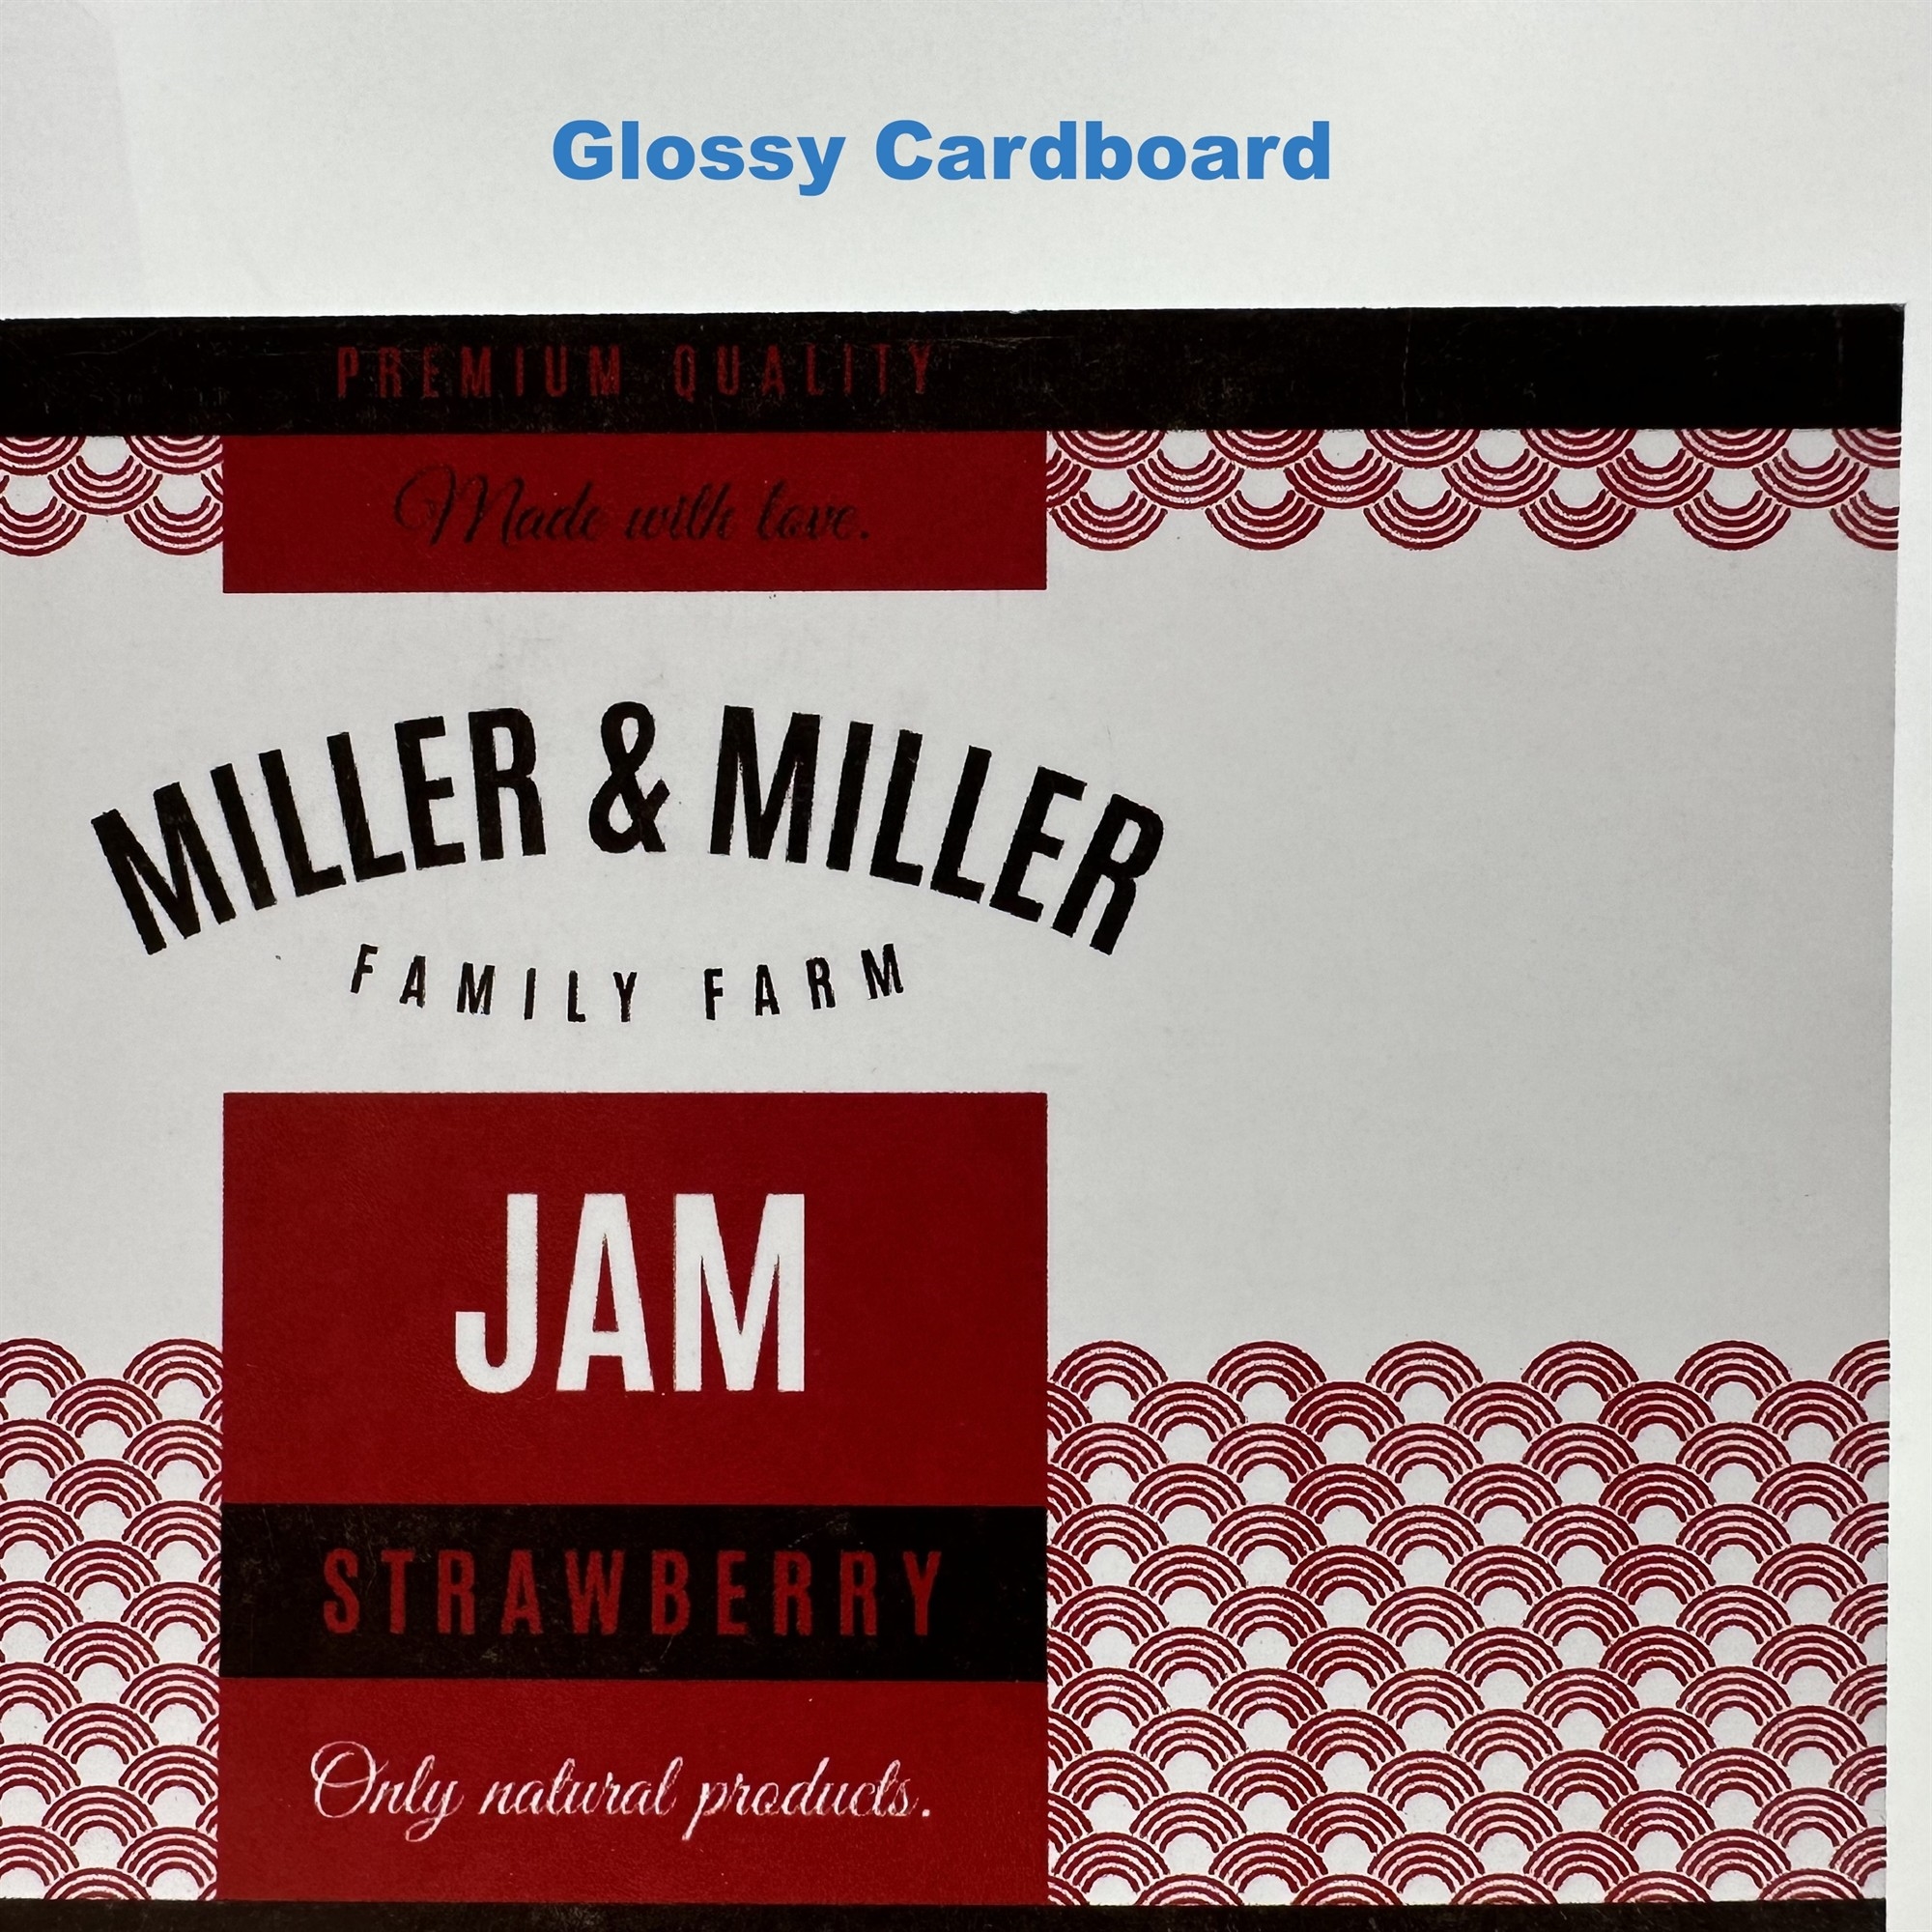 Glossy Cardboard
PREMIUM QUALITY
Made with love.
MILLER & MILLER
FAMILY FARM
JAM
STRAWBERRY
Only natural products.